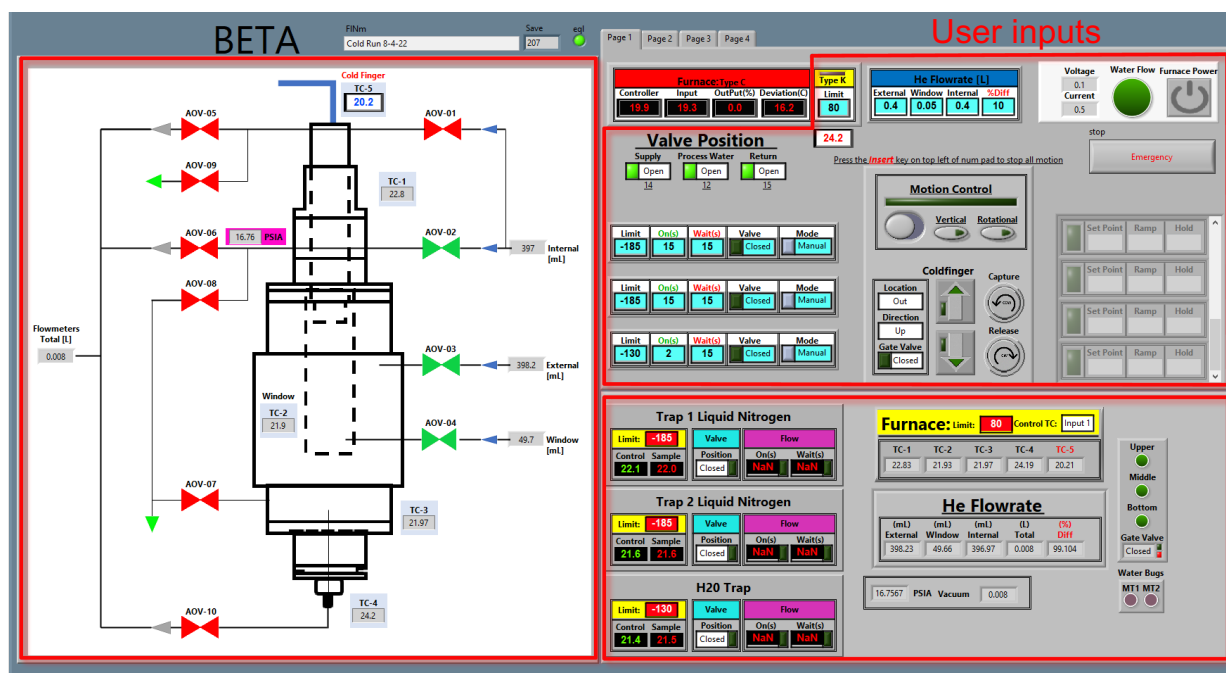 BETA
FINm
Save
eql
Cold Run 8-4-22
207
Page 1 Page 2 Page 3 Page 4
User inputs
Cold Finger
TC-5
20.2
AOV-05
AOV-01
AOV-09
TC-1
22.8
AOV-06
16.76 PSIA
AOV-02
397 Internal
[mL]
AOV-08
Flowmeters
Total [L]
0.008
AOV-03
398.2 External
[mL]
Window
TC-2
21.9
AOV-04
49.7 Window
[mL]
AOV-07
TC-3
21.97
TC-4
24.2
AOV-10
Furnace: Type C
Controller Input OutPut(%) Deviation(C)
19.9 19.3 0.0 16.2
Type K
Limit
80
24.2
He Flowrate [L]
External Window Internal %Diff
0.4 0.05 0.4 10
Voltage
0.1
Current
0.5
Water Flow
Furnace Power
Valve Position
Supply Process Water Return
Open Open Open
14 12 15
Press the Insert key on top left of num pad to stop all motion
stop
Emergency
Limit On(s) Wait(s) Valve Mode
-185 15 15 Closed Manual
Limit On(s) Wait(s) Valve Mode
-185 15 15 Closed Manual
Limit On(s) Wait(s) Valve Mode
-130 2 15 Closed Manual
Motion Control
Vertical Rotational
Coldfinger
Location
Out
Direction
Up
Gate Valve
Closed
Capture
Release
Set Point Ramp Hold
Set Point Ramp Hold
Set Point Ramp Hold
Set Point Ramp Hold
Trap 1 Liquid Nitrogen
Limit: -185 Valve Flow
Control Sample Position On(s) Wait(s)
22.1 22.0 Closed NaN NaN
Trap 2 Liquid Nitrogen
Limit: -185 Valve Flow
Control Sample Position On(s) Wait(s)
21.6 21.6 Closed NaN NaN
H20 Trap
Limit: -130 Valve Flow
Control Sample Position On(s) Wait(s)
21.4 21.5 Closed NaN NaN
Furnace: Limit: 80 Control TC: Input 1
TC-1 TC-2 TC-3 TC-4 TC-5
22.83 21.93 21.97 24.19 20.21
He Flowrate
(mL) (mL) (mL) (L) (%)
External WIndow Internal Total Diff
398.23 49.66 396.97 0.008 99.104
16.7567 PSIA Vacuum 0.008
Upper
Middle
Bottom
Gate Valve
Closed
Water Bugs
MT1 MT2